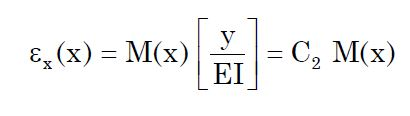 εₓ(x) = M(x) [y/EI] = C₂ M(x)